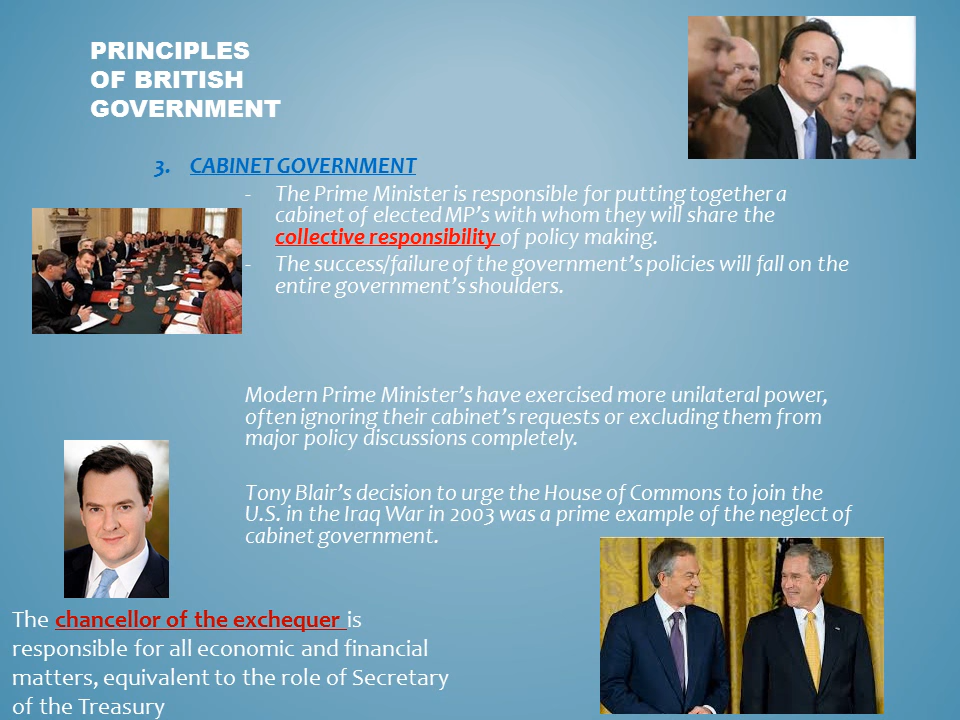 PRINCIPLES
OF BRITISH
GOVERNMENT
3. CABINET GOVERNMENT
- The Prime Minister is responsible for putting together a
cabinet of elected MP’s with whom they will share the
collective responsibility of policy making.
- The success/failure of the government’s policies will fall on the
entire government’s shoulders.
Modern Prime Minister’s have exercised more unilateral power,
often ignoring their cabinet’s requests or excluding them from
major policy discussions completely.
Tony Blair’s decision to urge the House of Commons to join the
U.S. in the Iraq War in 2003 was a prime example of the neglect of
cabinet government.
The chancellor of the exchequer is
responsible for all economic and financial
matters, equivalent to the role of Secretary
of the Treasury